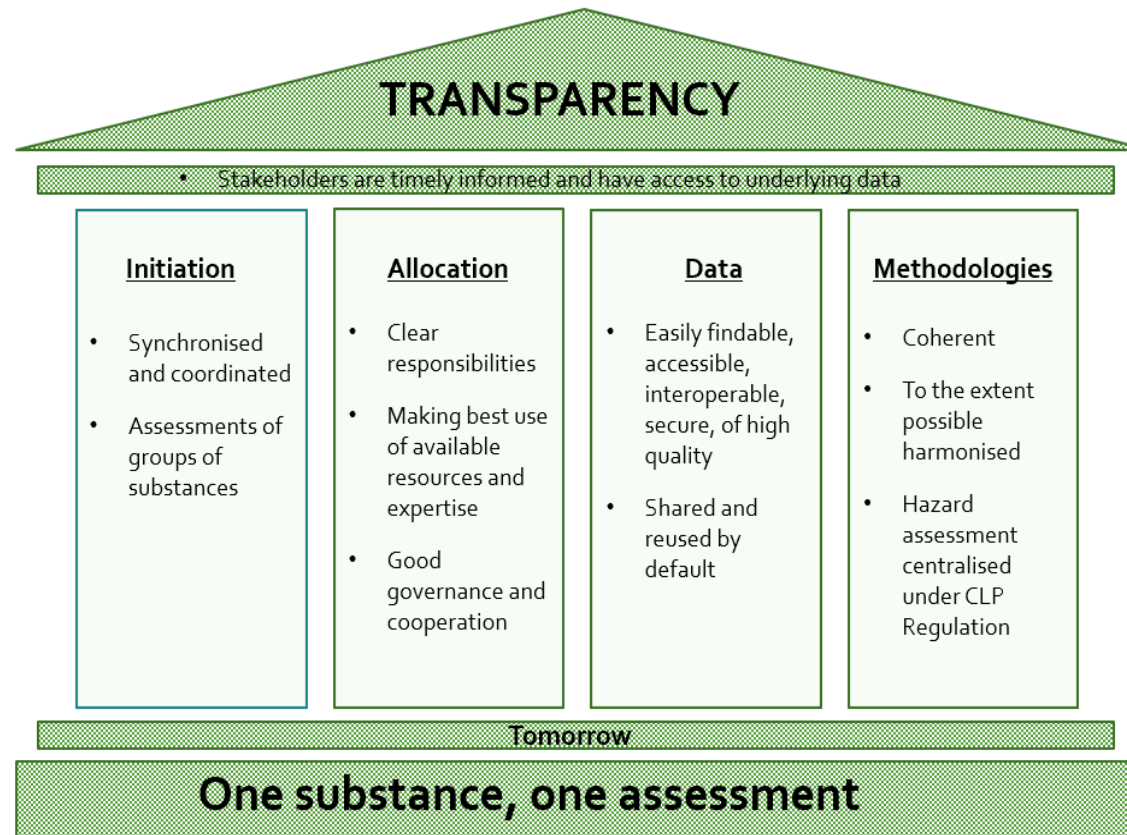 TRANSPARENCY
• Stakeholders are timely informed and have access to underlying data
Initiation
• Synchronised
and coordinated
• Assessments of
groups of
substances
Allocation
• Clear
responsibilities
• Making best use
of available
resources and
expertise
• Good
governance and
cooperation
Data
• Easily findable,
accessible,
interoperable,
secure, of high
quality
• Shared and
reused by
default
Methodologies
• Coherent
• To the extent
possible
harmonised
• Hazard
assessment
centralised
under CLP
Regulation
Tomorrow
One substance, one assessment